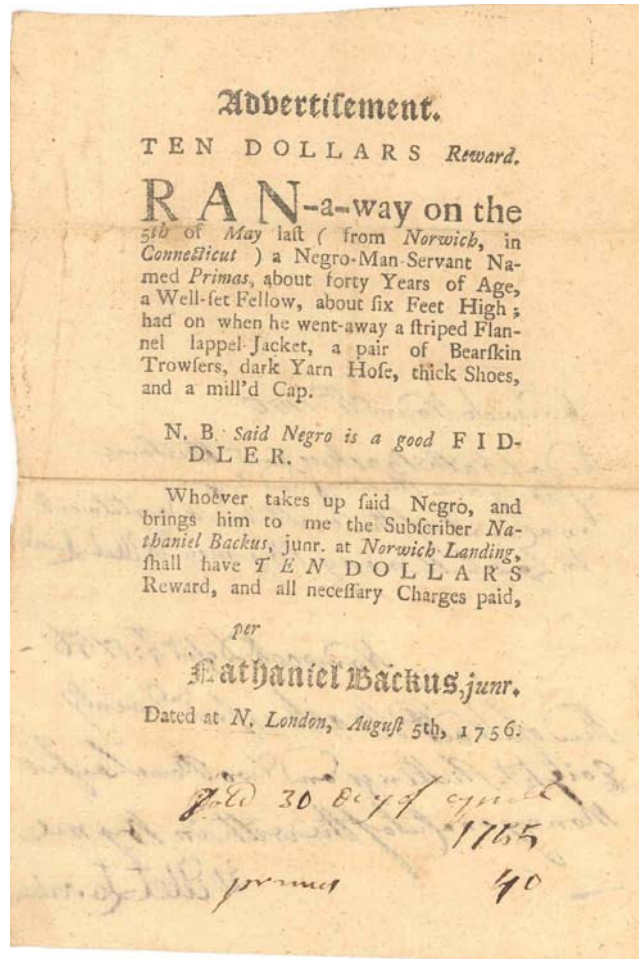 Advertiſement.
TEN DOLLARS Reward.
RAN-a-way on the
5th of May laſt ( from Norwich, in
Connecticut ) a Negro-Man-Servant Na-
med Primas, about forty Years of Age,
a Well-ſet Fellow, about ſix Feet High ;
had on when he went-away a ſtriped Flan-
nel lappel-Jacket, a pair of Bearſkin
Trowſers, dark Yarn Hoſe, thick Shoes,
and a mill'd Cap.
N. B. Said Negro is a good FID-
DLER.
Whoever takes up ſaid Negro, and
brings him to me the Subſcriber Na-
thaniel Backus, junr. at Norwich-Landing,
ſhall have TEN DOLLARS
Reward, and all neceſſary Charges paid,
per
Nathaniel Backus, junr.
Dated at N. London, Auguſt 5th, 1756.
30 Day of
1755
primus 40